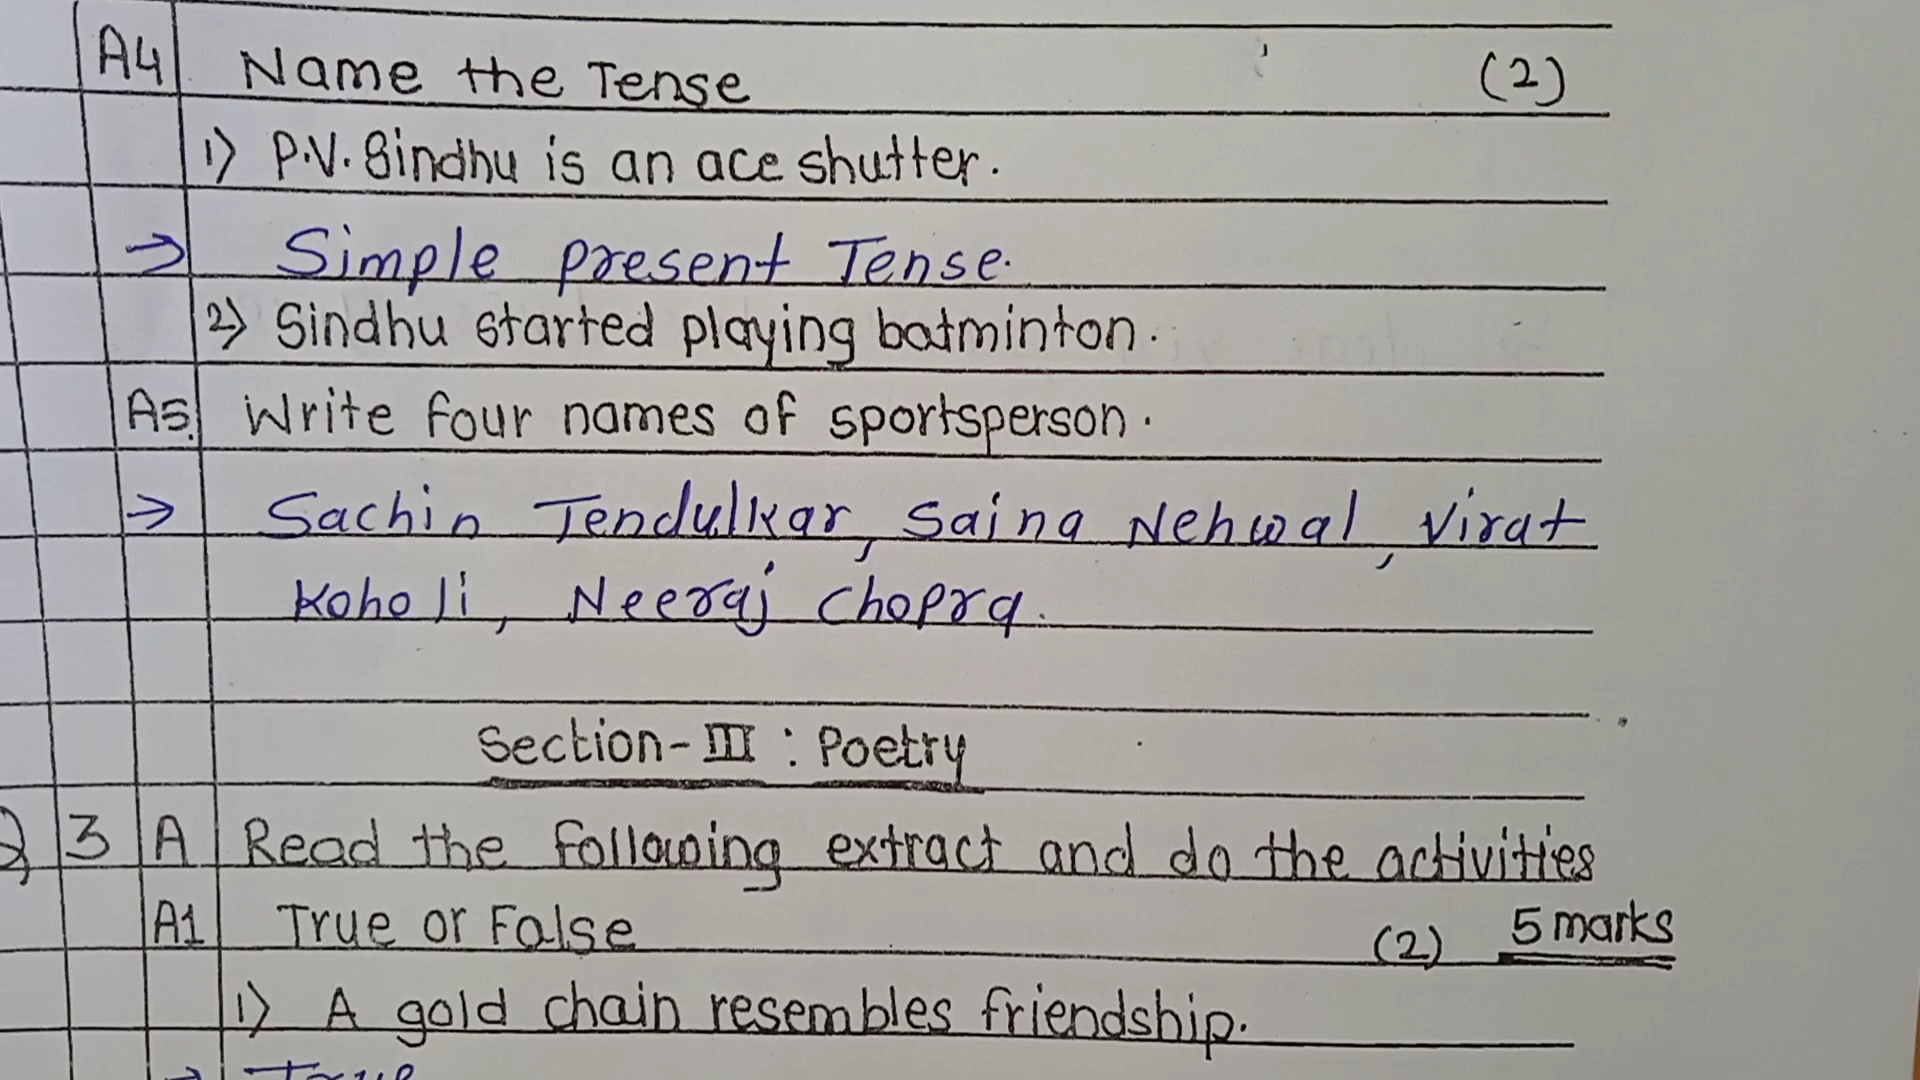 A4 Name the Tense (2)
1) P.V. Sindhu is an ace shutter.
→ Simple present Tense.
2) Sindhu started playing batminton.
A5. Write four names of sportsperson.
→ Sachin Tendulkar, Saina Nehwal, Virat
Koholi, Neeraj Chopra.
Section-III : Poetry
Q 3 A Read the following extract and do the activities
A1 True or False (2) 5 marks
1) A gold chain resembles friendship.
→ True